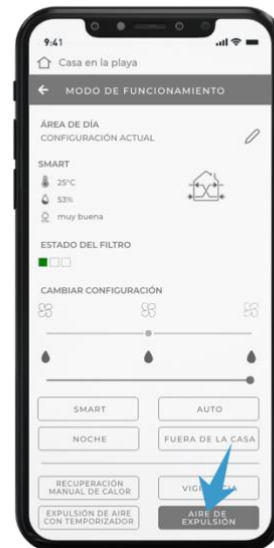 9:41
Casa en la playa
MODO DE FUNCIONAMIENTO
ÁREA DE DÍA
CONFIGURACIÓN ACTUAL
SMART
25°C
53%
muy buena
ESTADO DEL FILTRO
CAMBIAR CONFIGURACIÓN
SMART
AUTO
NOCHE
FUERA DE LA CASA
RECUPERACIÓN
MANUAL DE CALOR
EXPULSIÓN DE AIRE
CON TEMPORIZADOR
AIRE DE
EXPULSIÓN